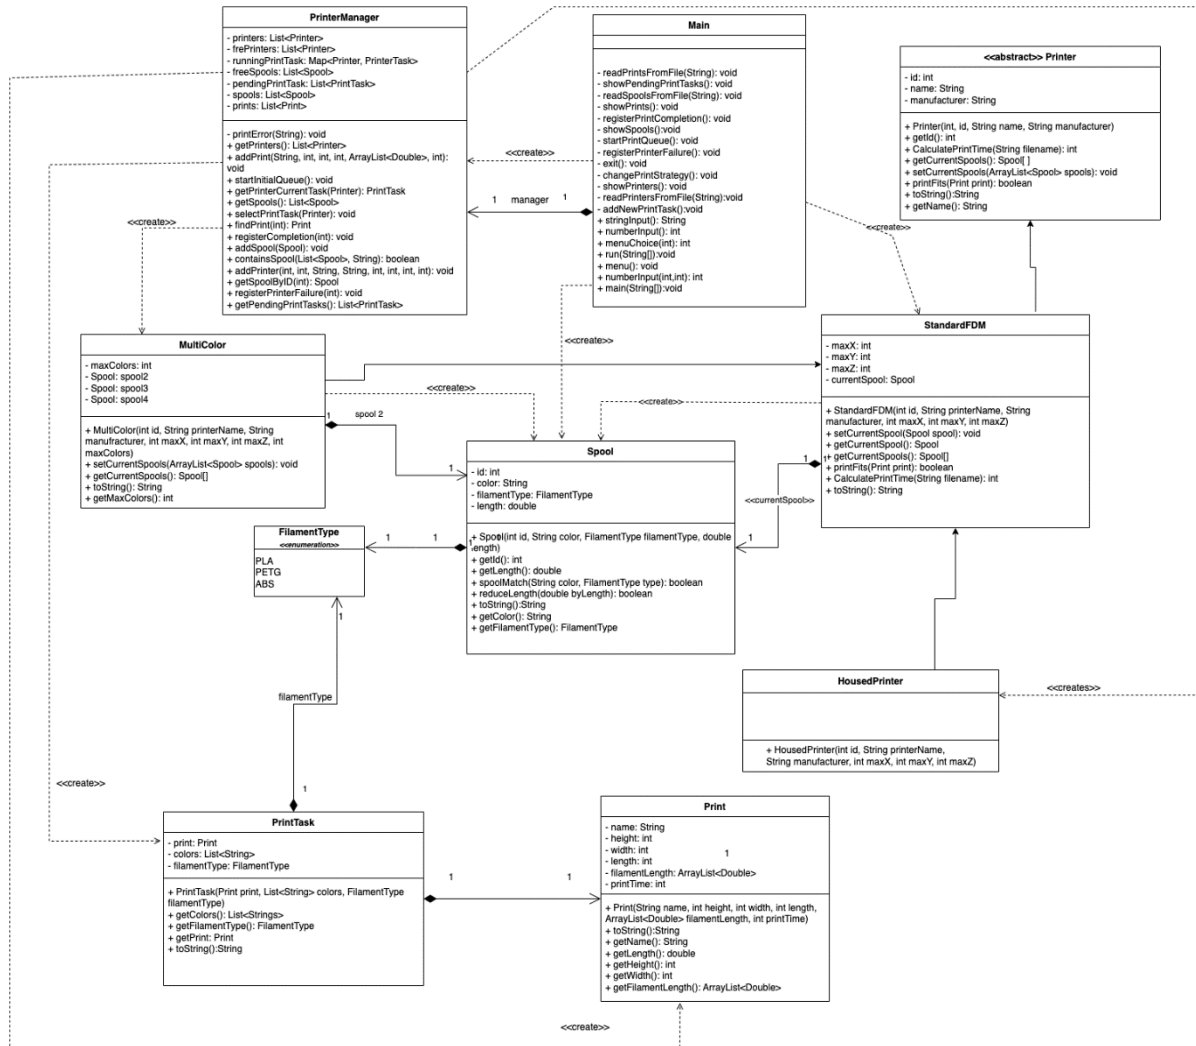 PrinterManager
- printers: List<Printer>
- frePrinters: List<Printer>
- runningPrintTask: Map<Printer, PrinterTask>
- freeSpools: List<Spool>
- pendingPrintTask: List<PrintTask>
- spools: List<Spool>
- prints: List<Print>
- printError(String): void
+ getPrinters(): List<Printer>
+ addPrint(String, int, int, int, ArrayList<Double>, int):
void
+ startInitialQueue(): void
+ getPrinterCurrentTask(Printer): PrintTask
+ getSpools(): List<Spool>
+ selectPrintTask(Printer): void
+ findPrint(int): Print
+ registerCompletion(int): void
+ addSpool(Spool): void
+ containsSpool(List<Spool>, String): boolean
+ addPrinter(int, int, String, String, int, int, int, int): void
+ getSpoolByID(int): Spool
+ registerPrinterFailure(int): void
+ getPendingPrintTasks(): List<PrintTask>
Main
- readPrintsFromFile(String): void
- showPendingPrintTasks(): void
- readSpoolsFromFile(String): void
- showPrints(): void
- registerPrintCompletion(): void
- showSpools():void
- startPrintQueue(): void
- registerPrinterFailure(): void
- exit(): void
- changePrintStrategy(): void
- showPrinters(): void
- readPrintersFromFile(String):void
- addNewPrintTask():void
+ stringInput(): String
+ numberInput(): int
+ menuChoice(int): int
+ run(String[]):void
+ menu(): void
+ numberInput(int,int): int
+ main(String[]):void
<<abstract>> Printer
- id: int
- name: String
- manufacturer: String
+ Printer(int, id, String name, String manufacturer)
+ getId(): int
+ CalculatePrintTime(String filename): int
+ getCurrentSpools(): Spool[ ]
+ setCurrentSpools(ArrayList<Spool> spools): void
+ printFits(Print print): boolean
+ toString():String
+ getName(): String
<<create>>
1 manager 1
<<create>>
<<create>>
<<create>>
MultiColor
- maxColors: int
- Spool: spool2
- Spool: spool3
- Spool: spool4
+ MultiColor(int id, String printerName, String
manufracturer, int maxX, int maxY, int maxZ, int
maxColors)
+ setCurrentSpools(ArrayList<Spool> spools): void
+ getCurrentSpools(): Spool[]
+ toString(): String
+ getMaxColors(): int
StandardFDM
- maxX: int
- maxY: int
- maxZ: int
- currentSpool: Spool
+ StandardFDM(int id, String printerName, String
manufacturer, int maxX, int maxY, int maxZ)
+ setCurrentSpool(Spool spool): void
+ getCurrentSpool(): Spool
+ getCurrentSpools(): Spool[]
+ printFits(Print print): boolean
+ CalculatePrintTime(String filename): int
+ toString(): String
<<create>>
<<create>>
1
spool 2
1
1
1
<<currentSpool>>
1
Spool
- id: int
- color: String
- filamentType: FilamentType
- length: double
+ Spool(int id, String color, FilamentType filamentType, double
length)
+ getId(): int
+ getLength(): double
+ spoolMatch(String color, FilamentType type): boolean
+ reduceLength(double byLength): boolean
+ toString():String
+ getColor(): String
+ getFilamentType(): FilamentType
1
1
FilamentType
<<enumeration>>
PLA
PETG
ABS
1 1
1
filamentType
1
HousedPrinter
+ HousedPrinter(int id, String printerName,
String manufacturer, int maxX, int maxY, int maxZ)
<<creates>>
<<create>>
PrintTask
- print: Print
- colors: List<String>
- filamentType: FilamentType
+ PrintTask(Print print, List<String> colors, FilamentType
filamentType)
+ getColors(): List<Strings>
+ getFilamentType(): FilamentType
+ getPrint: Print
+ toString():String
1 1
Print
- name: String
- height: int
- width: int
- length: int
- filamentLength: ArrayList<Double>
- printTime: int
1
+ Print(String name, int height, int width, int length,
ArrayList<Double> filamentLength, int printTime)
+ toString():String
+ getName(): String
+ getLength(): double
+ getHeight(): int
+ getWidth(): int
+ getFilamentLength(): ArrayList<Double>
<<create>>